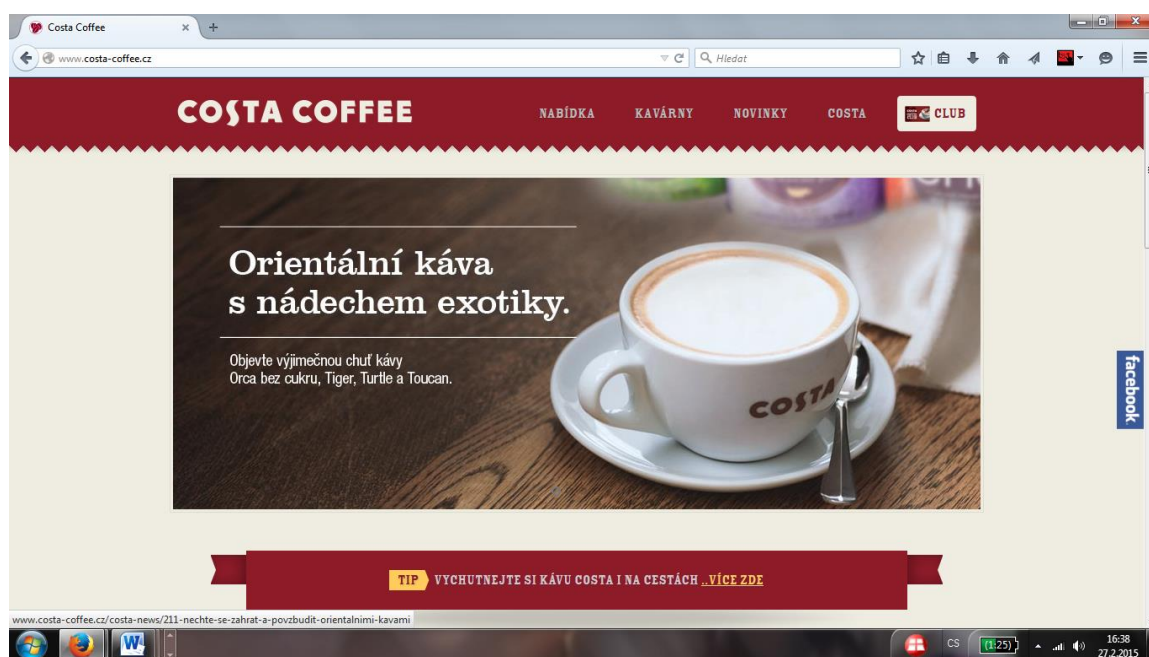 Costa Coffee
www.costa-coffee.cz
Hledat
COSTA COFFEE
NABÍDKA KAVÁRNY NOVINKY COSTA CLUB
Orientální káva
s nádechem exotiky.
Objevte výjimečnou chuť kávy
Orca bez cukru, Tiger, Turtle a Toucan.
COSTA
facebook
TIP VYCHUTNEJTE SI KÁVU COSTA I NA CESTÁCH ..VÍCE ZDE
www.costa-coffee.cz/costa-news/211-nechte-se-zahrat-a-povzbudit-orientalnimi-kavami
W
CS (1:25) 16:38
27.2.2015